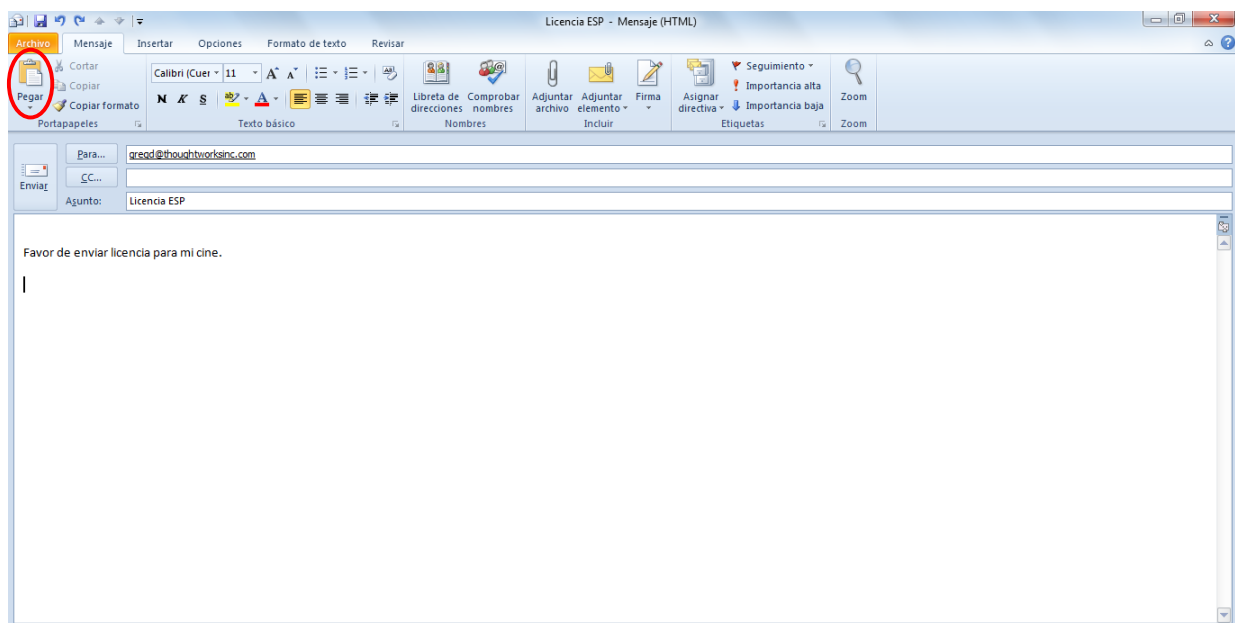 Licencia ESP - Mensaje (HTML)
Archivo Mensaje Insertar Opciones Formato de texto Revisar
Pegar
Cortar
Copiar
Copiar formato
Portapapeles
Calibri (Cuer 11
N K S
Texto básico
Libreta de direcciones
Comprobar nombres
Nombres
Adjuntar archivo
Adjuntar elemento
Firma
Incluir
Asignar directiva
Seguimiento
Importancia alta
Importancia baja
Etiquetas
Zoom
Zoom
Enviar
Para... gregd@thoughtworksinc.com
CC...
Asunto: Licencia ESP
Favor de enviar licencia para mi cine.